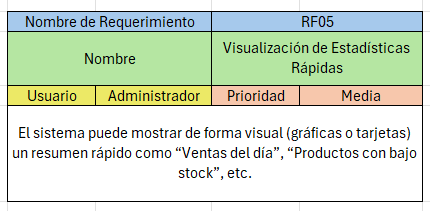 Nombre de Requerimiento RF05
Nombre Visualización de Estadísticas
Rápidas
Usuario Administrador Prioridad Media
El sistema puede mostrar de forma visual (gráficas o tarjetas)
un resumen rápido como “Ventas del día”, “Productos con bajo
stock”, etc.